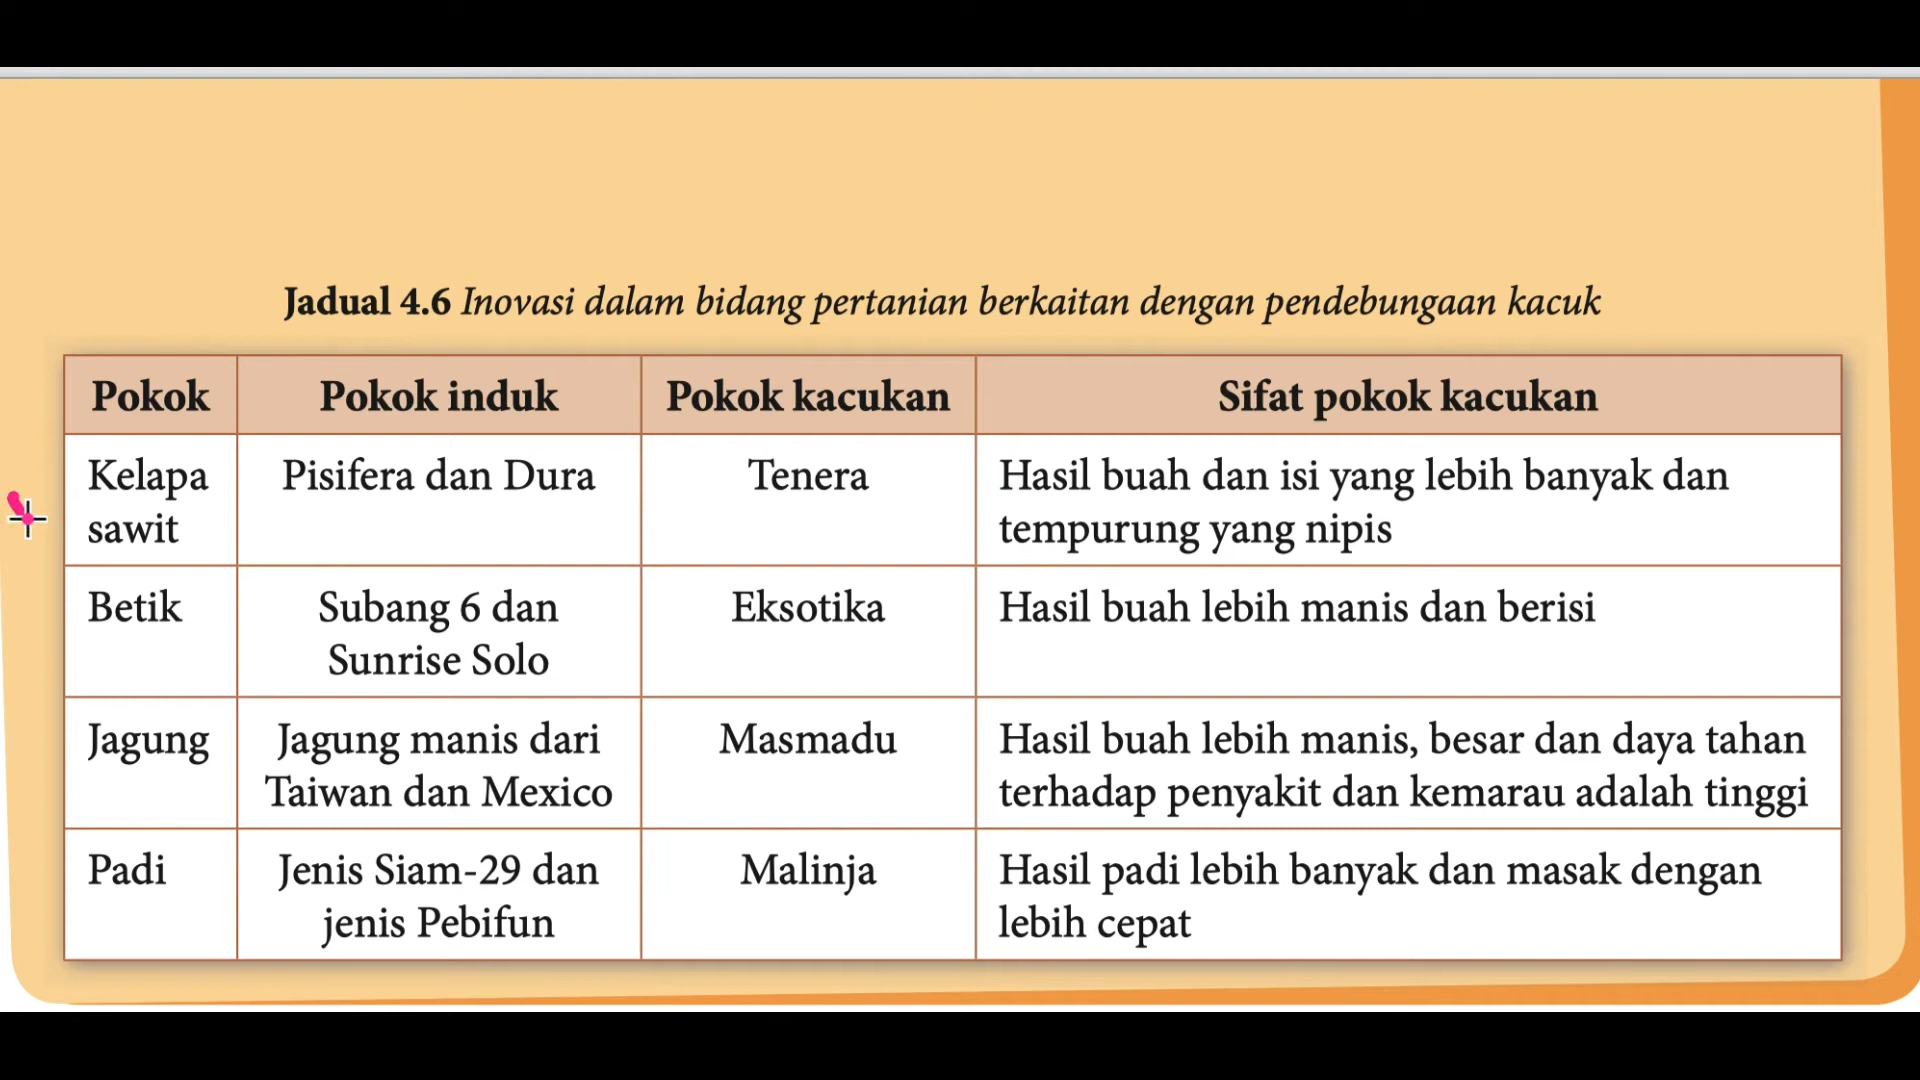 Jadual 4.6 Inovasi dalam bidang pertanian berkaitan dengan pendebungaan kacuk
Pokok
Pokok induk
Pokok kacukan
Sifat pokok kacukan
Kelapa
sawit
Pisifera dan Dura
Tenera
Hasil buah dan isi yang lebih banyak dan
tempurung yang nipis
Betik
Subang 6 dan
Sunrise Solo
Eksotika
Hasil buah lebih manis dan berisi
Jagung
Jagung manis dari
Taiwan dan Mexico
Masmadu
Hasil buah lebih manis, besar dan daya tahan
terhadap penyakit dan kemarau adalah tinggi
Padi
Jenis Siam-29 dan
jenis Pebifun
Malinja
Hasil padi lebih banyak dan masak dengan
lebih cepat